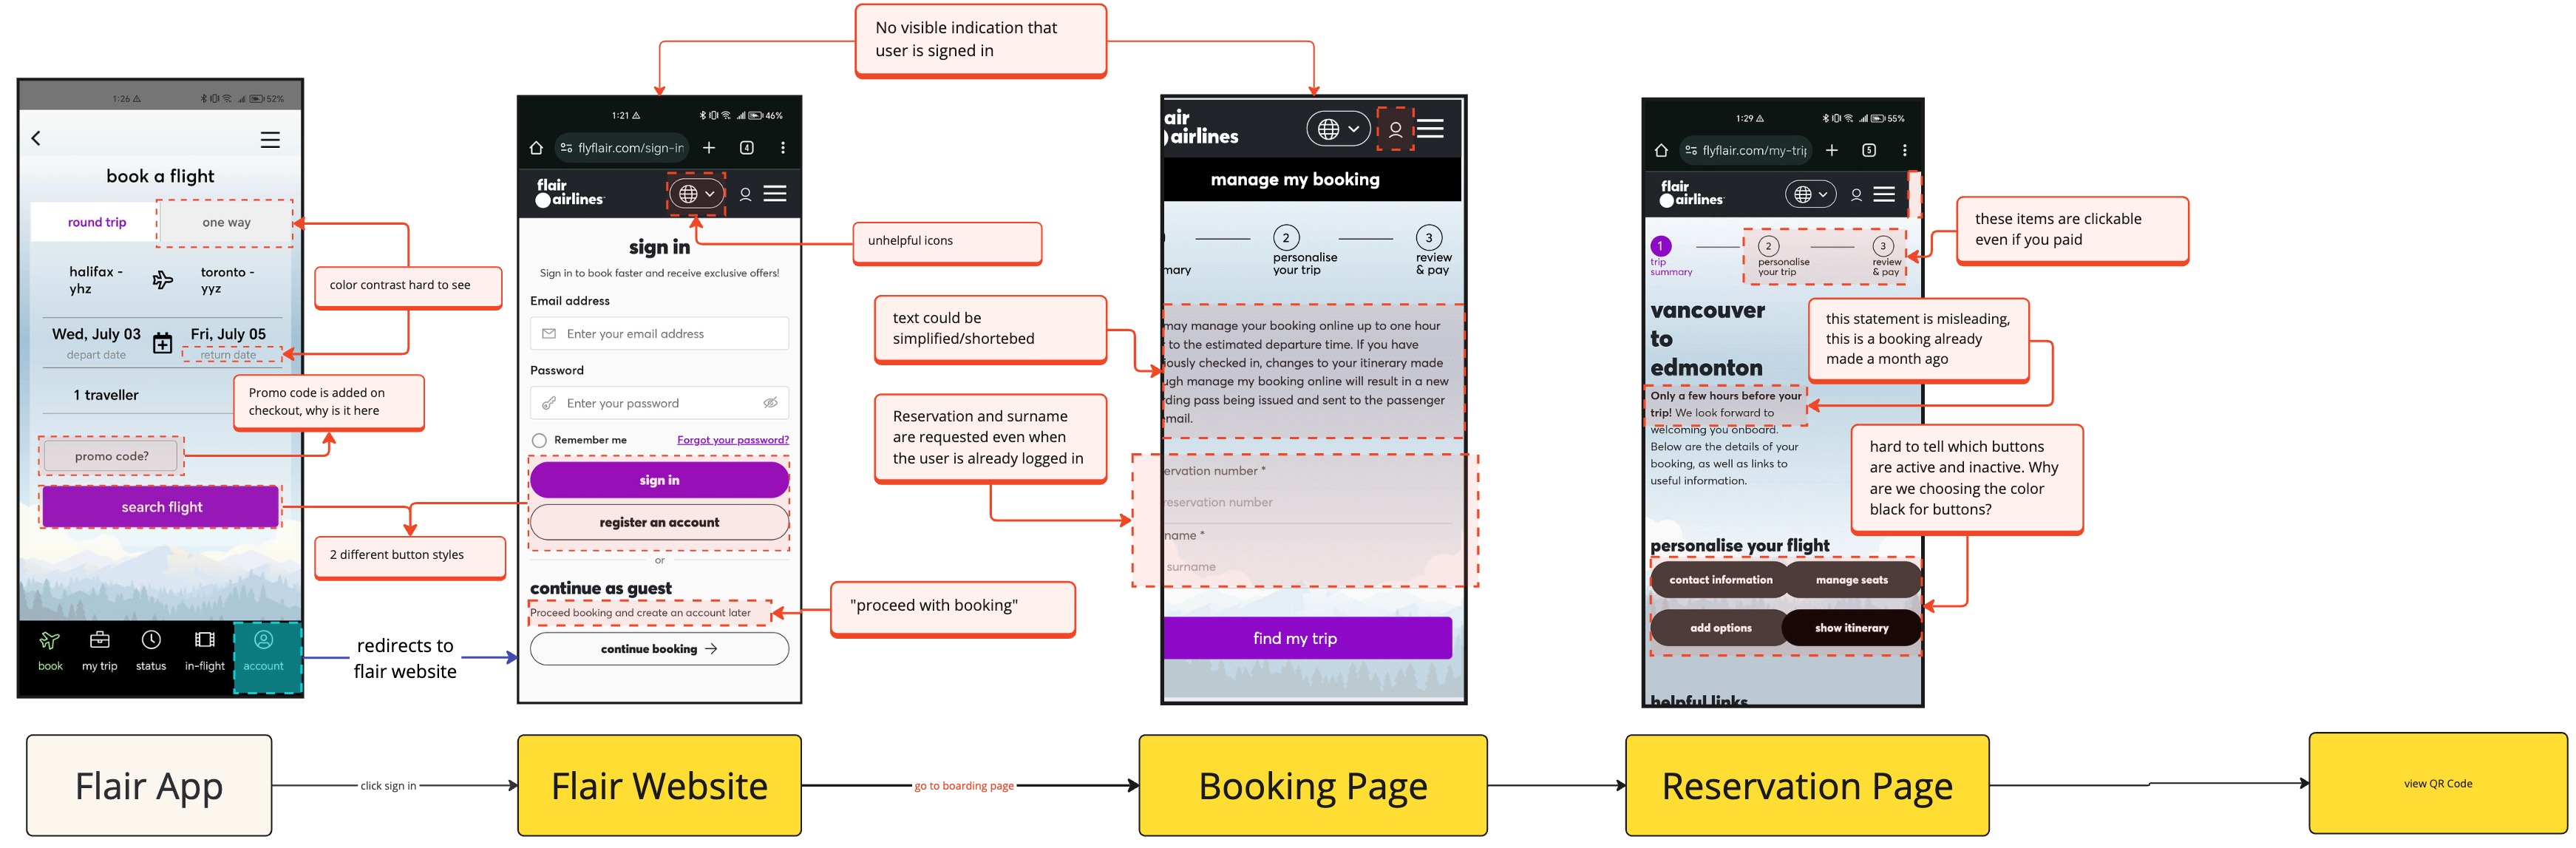 No visible indication that
user is signed in
1:26
52%
book a flight
round trip
one way
halifax -
yhz
toronto -
yyz
Wed, July 03
depart date
Fri, July 05
return date
1 traveller
promo code?
search flight
book
my trip
status
in-flight
account
color contrast hard to see
Promo code is added on
checkout, why is it here
2 different button styles
redirects to
flair website
1:21
46%
flyflair.com/sign-in
4
flair
airlines
sign in
Sign in to book faster and receive exclusive offers!
Email address
Enter your email address
Password
Enter your password
Remember me
Forgot your password?
sign in
register an account
or
continue as guest
Proceed booking and create an account later
continue booking →
unhelpful icons
text could be
simplified/shortebed
Reservation and surname
are requested even when
the user is already logged in
"proceed with booking"
air
airlines
manage my booking
2
3
mary
personalise
your trip
review
& pay
may manage your booking online up to one hour
to the estimated departure time. If you have
iously checked in, changes to your itinerary made
ugh manage my booking online will result in a new
ding pass being issued and sent to the passenger
mail.
ervation number *
reservation number
name *
surname
find my trip
1:29
55%
flyflair.com/my-trip
5
flair
airlines
1
2
3
trip
summary
personalise
your trip
review
& pay
vancouver
to
edmonton
Only a few hours before your
trip! We look forward to
welcoming you onboard.
Below are the details of your
booking, as well as links to
useful information.
personalise your flight
contact information
manage seats
add options
show itinerary
helpful links
these items are clickable
even if you paid
this statement is misleading,
this is a booking already
made a month ago
hard to tell which buttons
are active and inactive. Why
are we choosing the color
black for buttons?
Flair App
click sign in
Flair Website
go to boarding page
Booking Page
Reservation Page
view QR Code